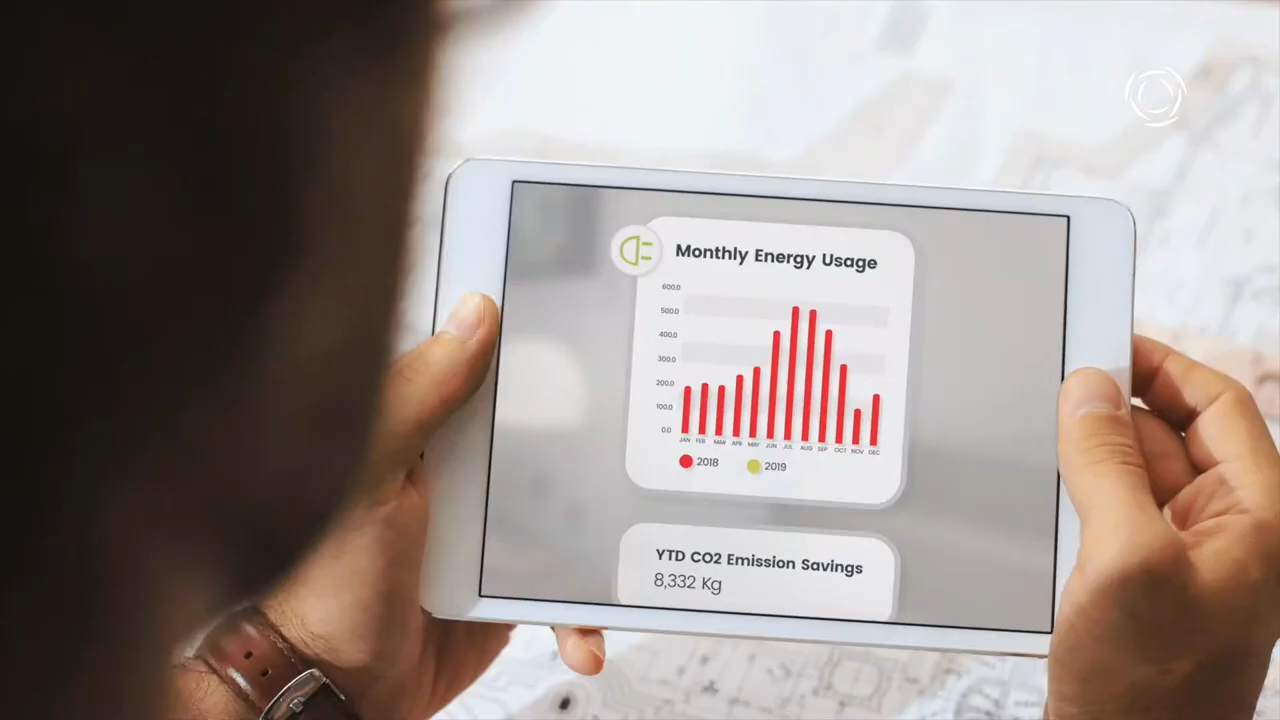 Monthly Energy Usage
600.0
500.0
400.0
300.0
200.0
100.0
0.0
JAN FEB MAR APR MAY JUN JUL AUG SEP OCT NOV DEC
2018 2019
YTD CO2 Emission Savings
8,332 Kg